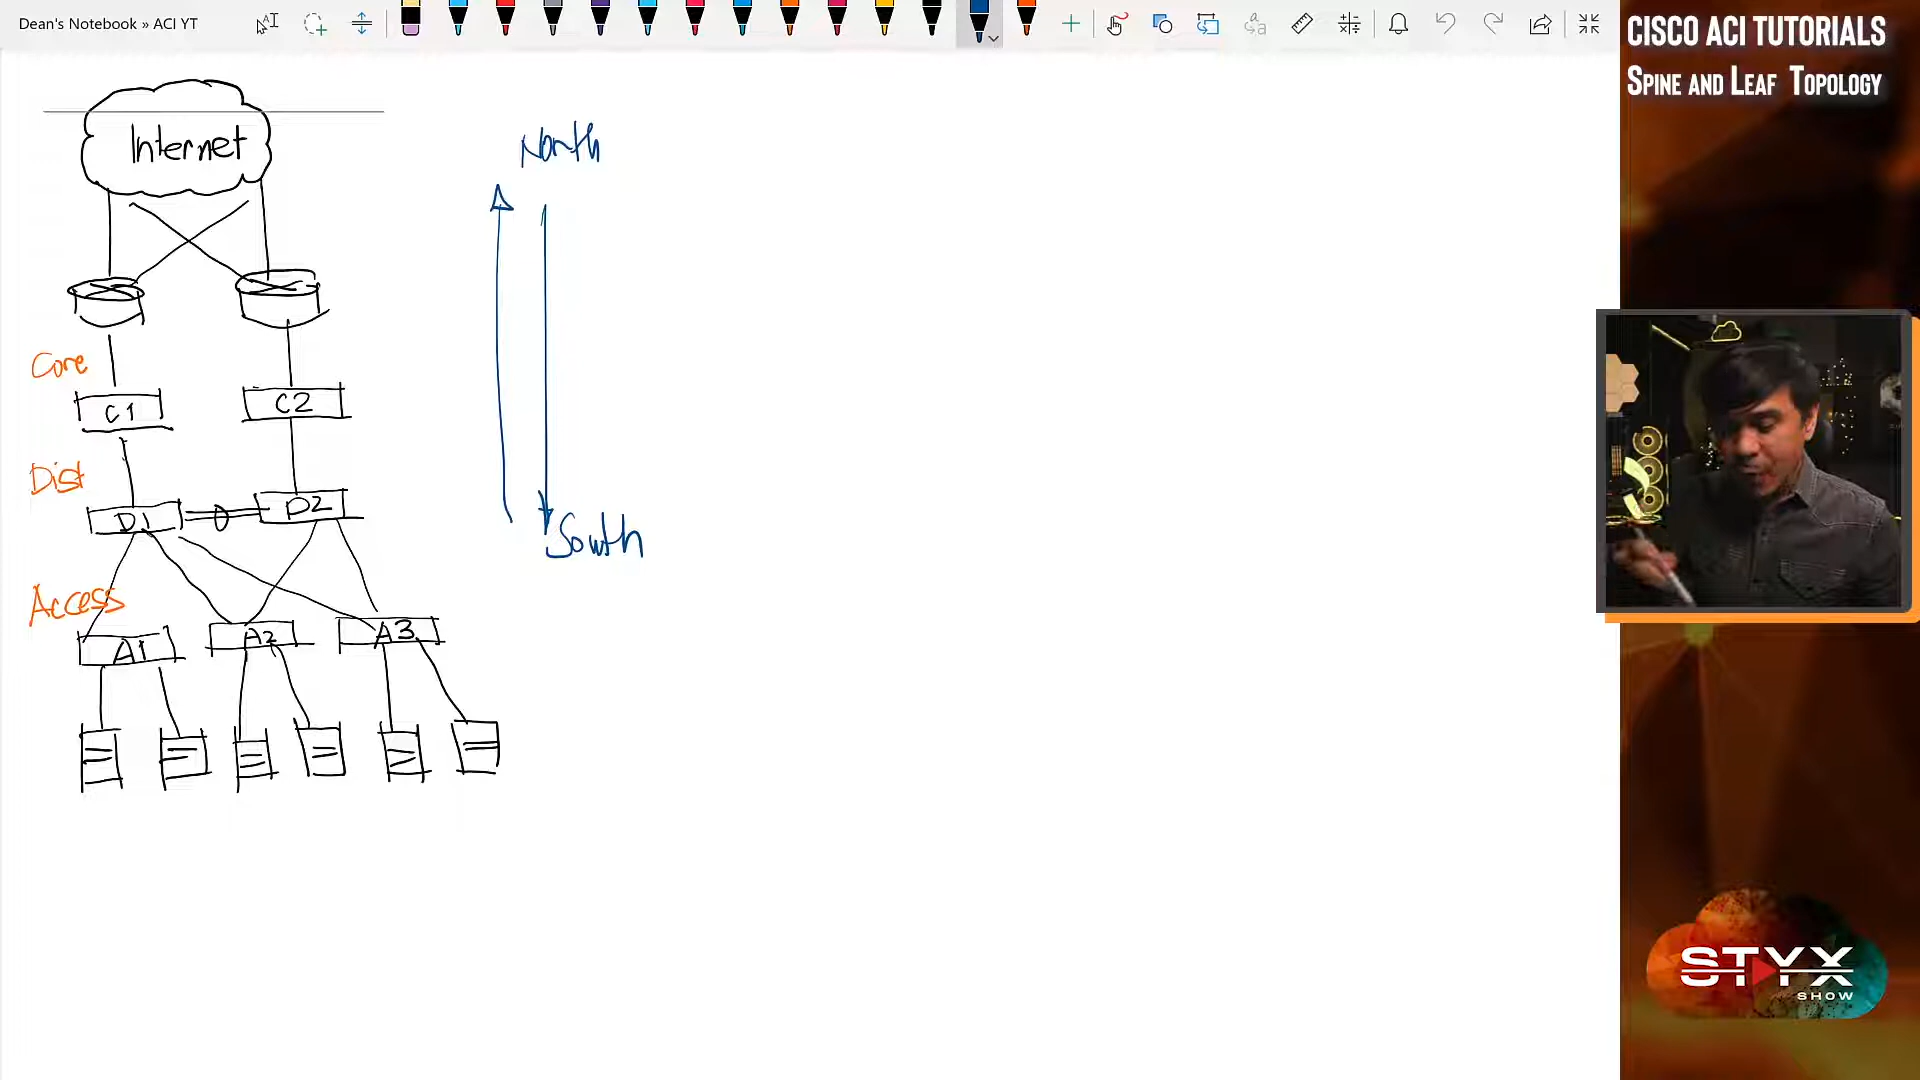 Dean's Notebook » ACI YT
CISCO ACI TUTORIALS
SPINE AND LEAF TOPOLOGY
Internet
North
Core
C1
C2
Dist
D1
D2
South
Access
A1
A2
A3
STYX
SHOW